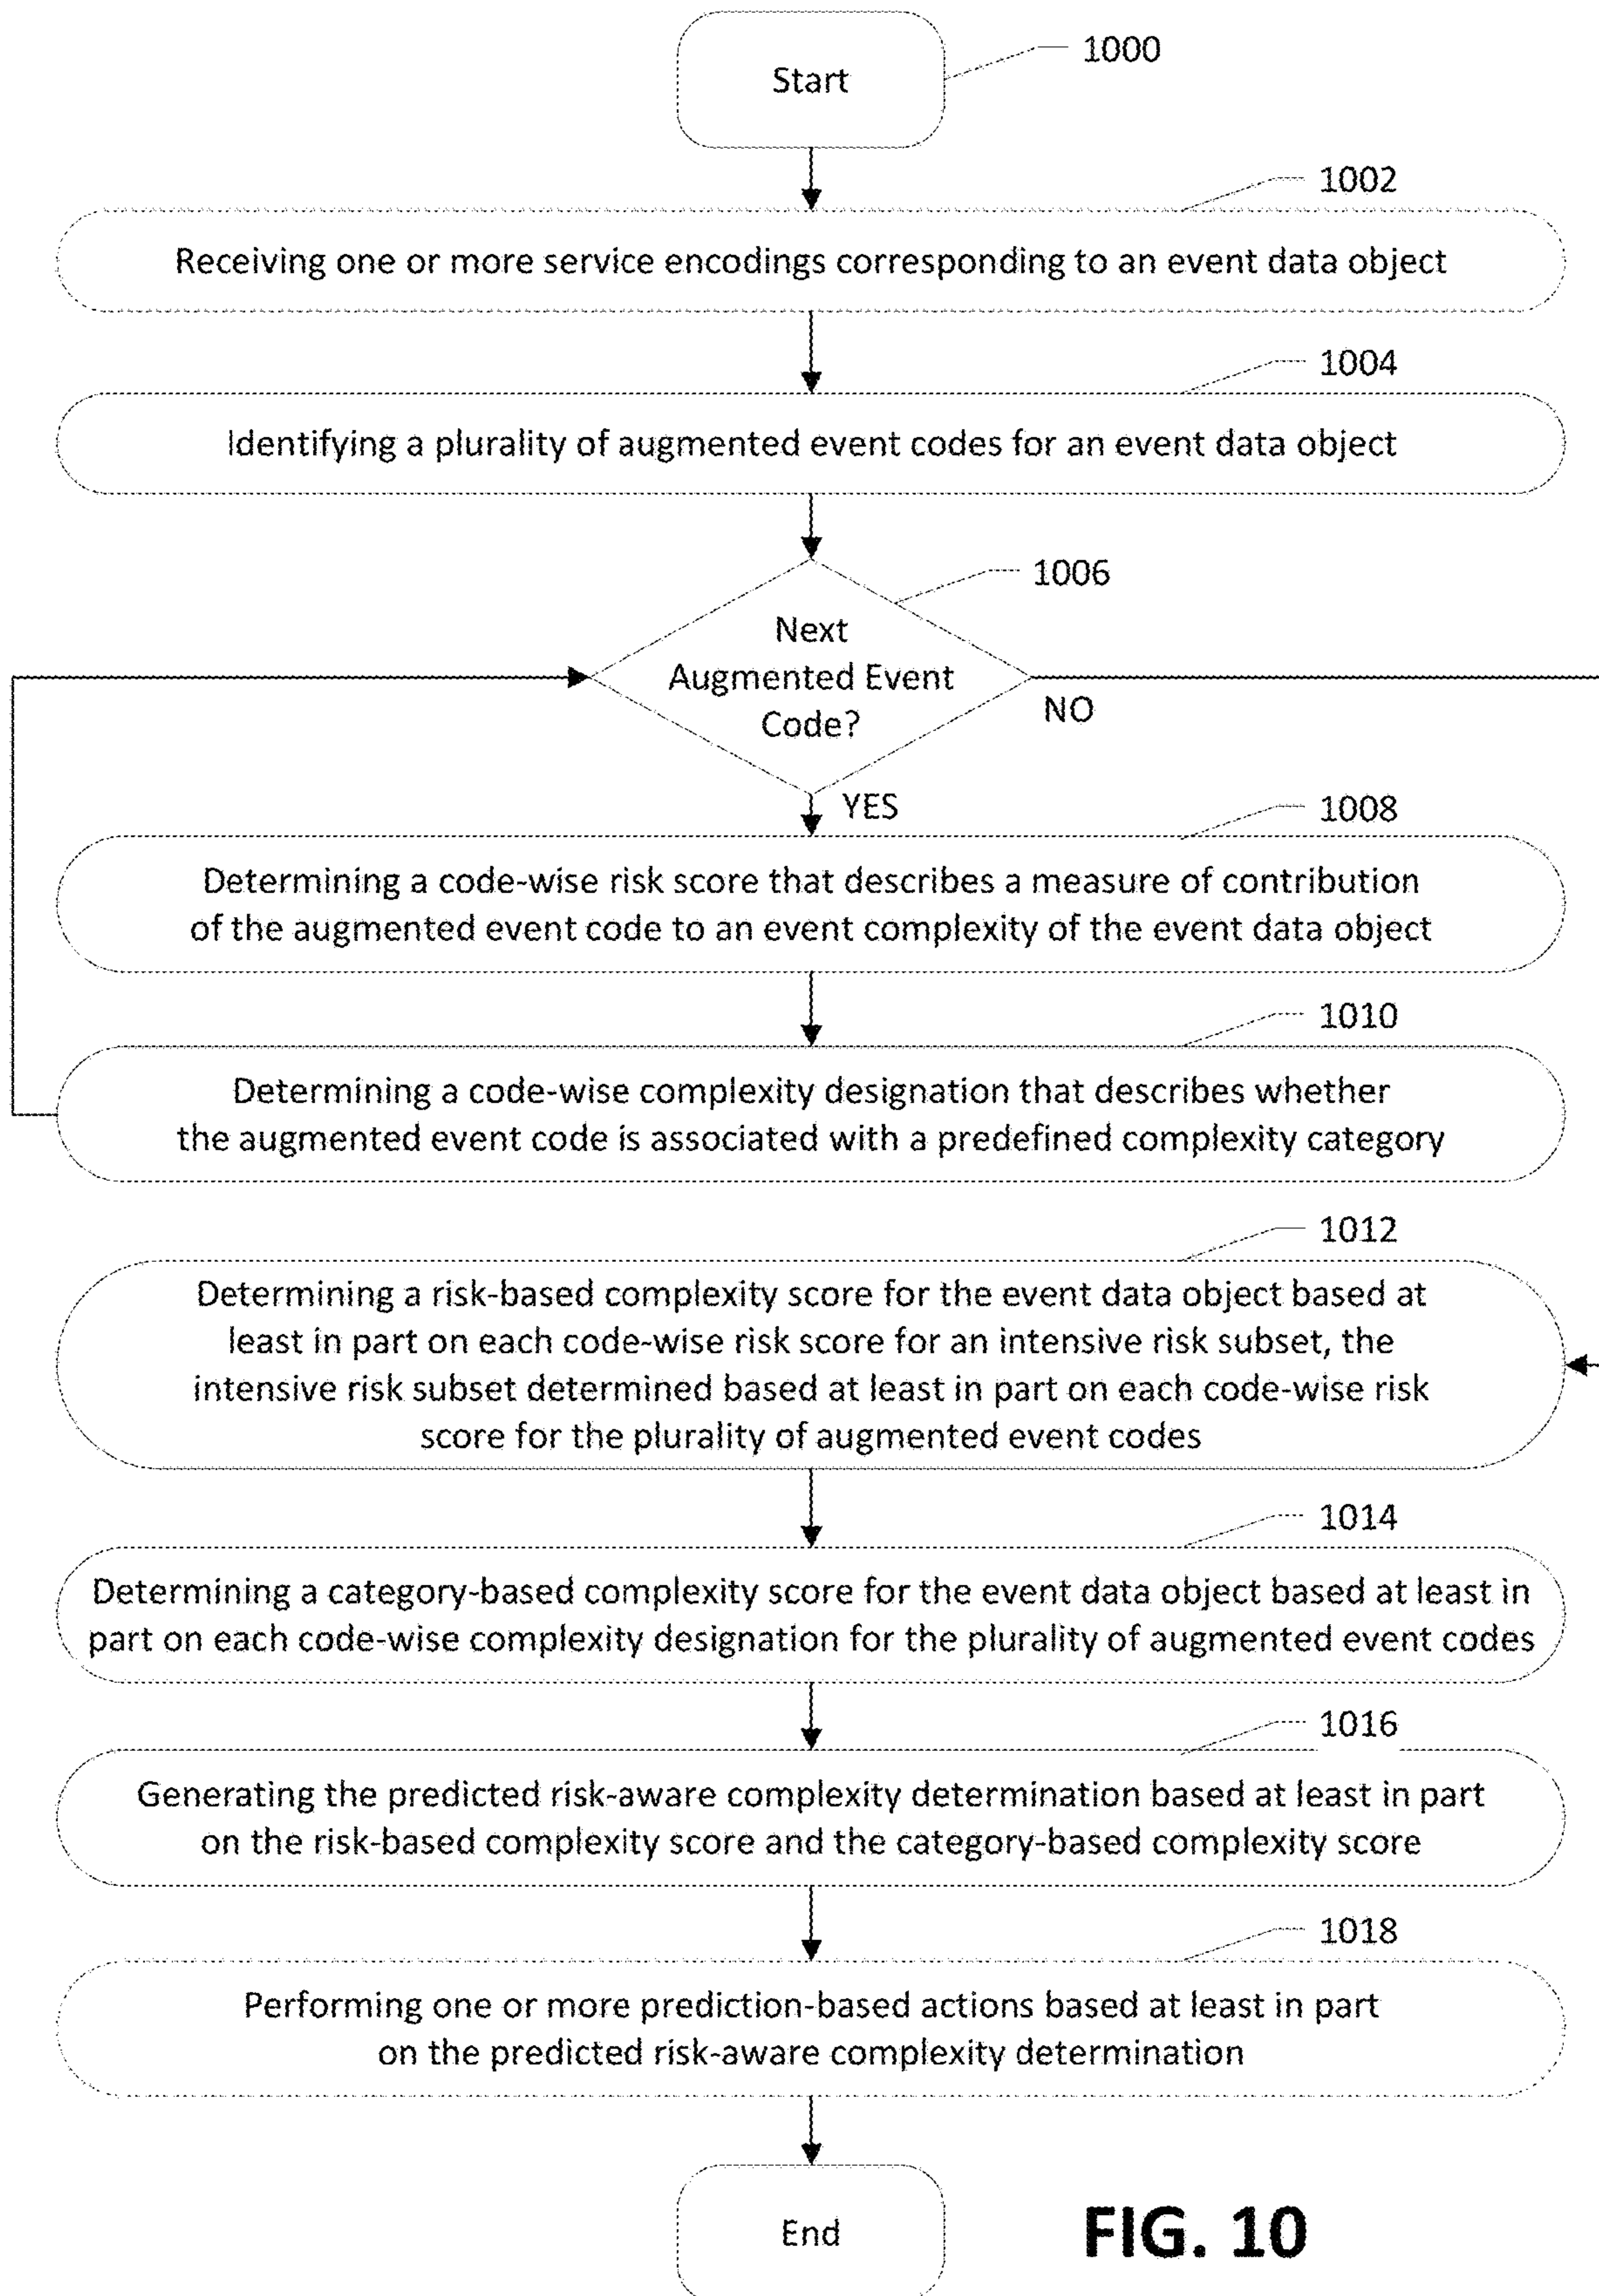 Start
1000
1002
Receiving one or more service encodings corresponding to an event data object
1004
Identifying a plurality of augmented event codes for an event data object
1006
Next
Augmented Event
Code?
NO
YES
1008
Determining a code-wise risk score that describes a measure of contribution
of the augmented event code to an event complexity of the event data object
1010
Determining a code-wise complexity designation that describes whether
the augmented event code is associated with a predefined complexity category
1012
Determining a risk-based complexity score for the event data object based at
least in part on each code-wise risk score for an intensive risk subset, the
intensive risk subset determined based at least in part on each code-wise risk
score for the plurality of augmented event codes
1014
Determining a category-based complexity score for the event data object based at least in
part on each code-wise complexity designation for the plurality of augmented event codes
1016
Generating the predicted risk-aware complexity determination based at least in part
on the risk-based complexity score and the category-based complexity score
1018
Performing one or more prediction-based actions based at least in part
on the predicted risk-aware complexity determination
End
FIG. 10